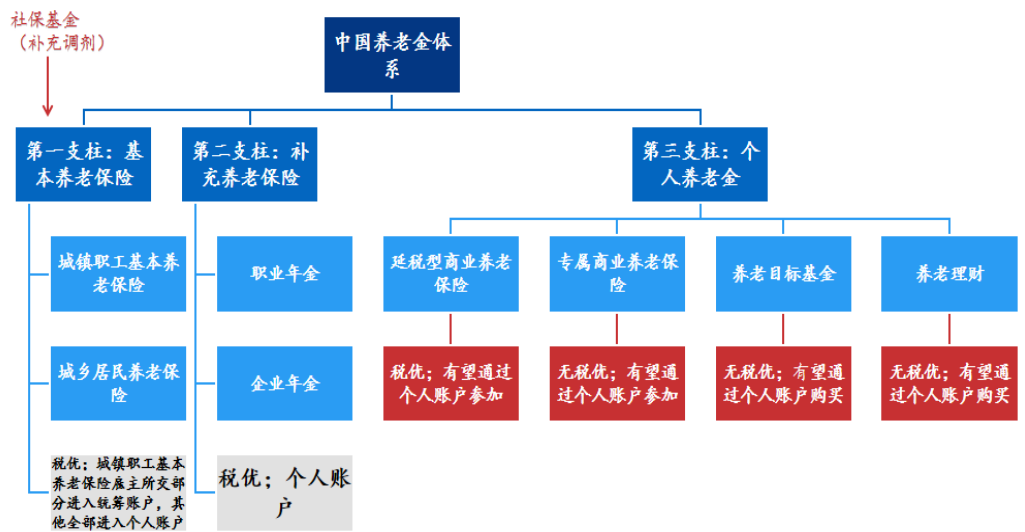 社保基金
（补充调剂）
中国养老金体
系
第一支柱：基
本养老保险
第二支柱：补
充养老保险
第三支柱：个
人养老金
城镇职工基本养
老保险
职业年金
延税型商业养老
保险
专属商业养老保
险
养老目标基金
养老理财
城乡居民养老保
险
企业年金
税优；有望通过
个人账户参加
无税优；有望通
过个人账户参加
无税优；有望通
过个人账户购买
无税优；有望通
过个人账户购买
税优；城镇职工基本
养老保险雇主所交部
分进入统筹账户，其
他全部进入个人账户
税优；个人账
户